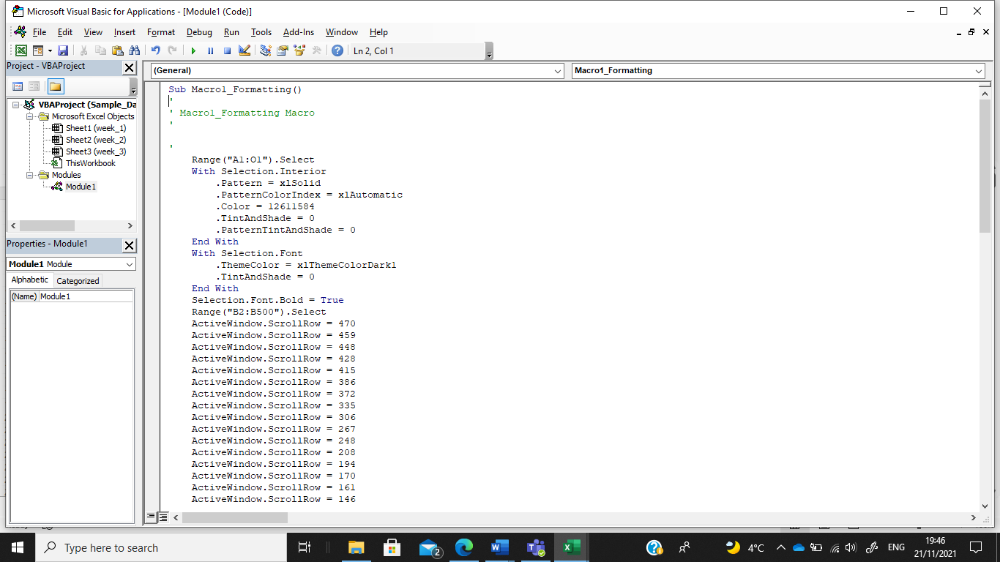 Microsoft Visual Basic for Applications - [Module1 (Code)]
File Edit View Insert Format Debug Run Tools Add-Ins Window Help
Ln 2, Col 1
Project - VBAProject
VBAProject (Sample_Da
Microsoft Excel Objects
Sheet1 (week_1)
Sheet2 (week_2)
Sheet3 (week_3)
ThisWorkbook
Modules
Module1
Properties - Module1
Module1 Module
Alphabetic Categorized
(Name) Module1
(General) Macro1_Formatting
Sub Macro1_Formatting()
'
' Macro1_Formatting Macro
'
'
Range("A1:O1").Select
With Selection.Interior
.Pattern = xlSolid
.PatternColorIndex = xlAutomatic
.Color = 12611584
.TintAndShade = 0
.PatternTintAndShade = 0
End With
With Selection.Font
.ThemeColor = xlThemeColorDark1
.TintAndShade = 0
End With
Selection.Font.Bold = True
Range("B2:B500").Select
ActiveWindow.ScrollRow = 470
ActiveWindow.ScrollRow = 459
ActiveWindow.ScrollRow = 448
ActiveWindow.ScrollRow = 428
ActiveWindow.ScrollRow = 415
ActiveWindow.ScrollRow = 386
ActiveWindow.ScrollRow = 372
ActiveWindow.ScrollRow = 335
ActiveWindow.ScrollRow = 306
ActiveWindow.ScrollRow = 267
ActiveWindow.ScrollRow = 248
ActiveWindow.ScrollRow = 208
ActiveWindow.ScrollRow = 194
ActiveWindow.ScrollRow = 170
ActiveWindow.ScrollRow = 161
ActiveWindow.ScrollRow = 146
Type here to search
2
4°C
ENG
19:46
21/11/2021